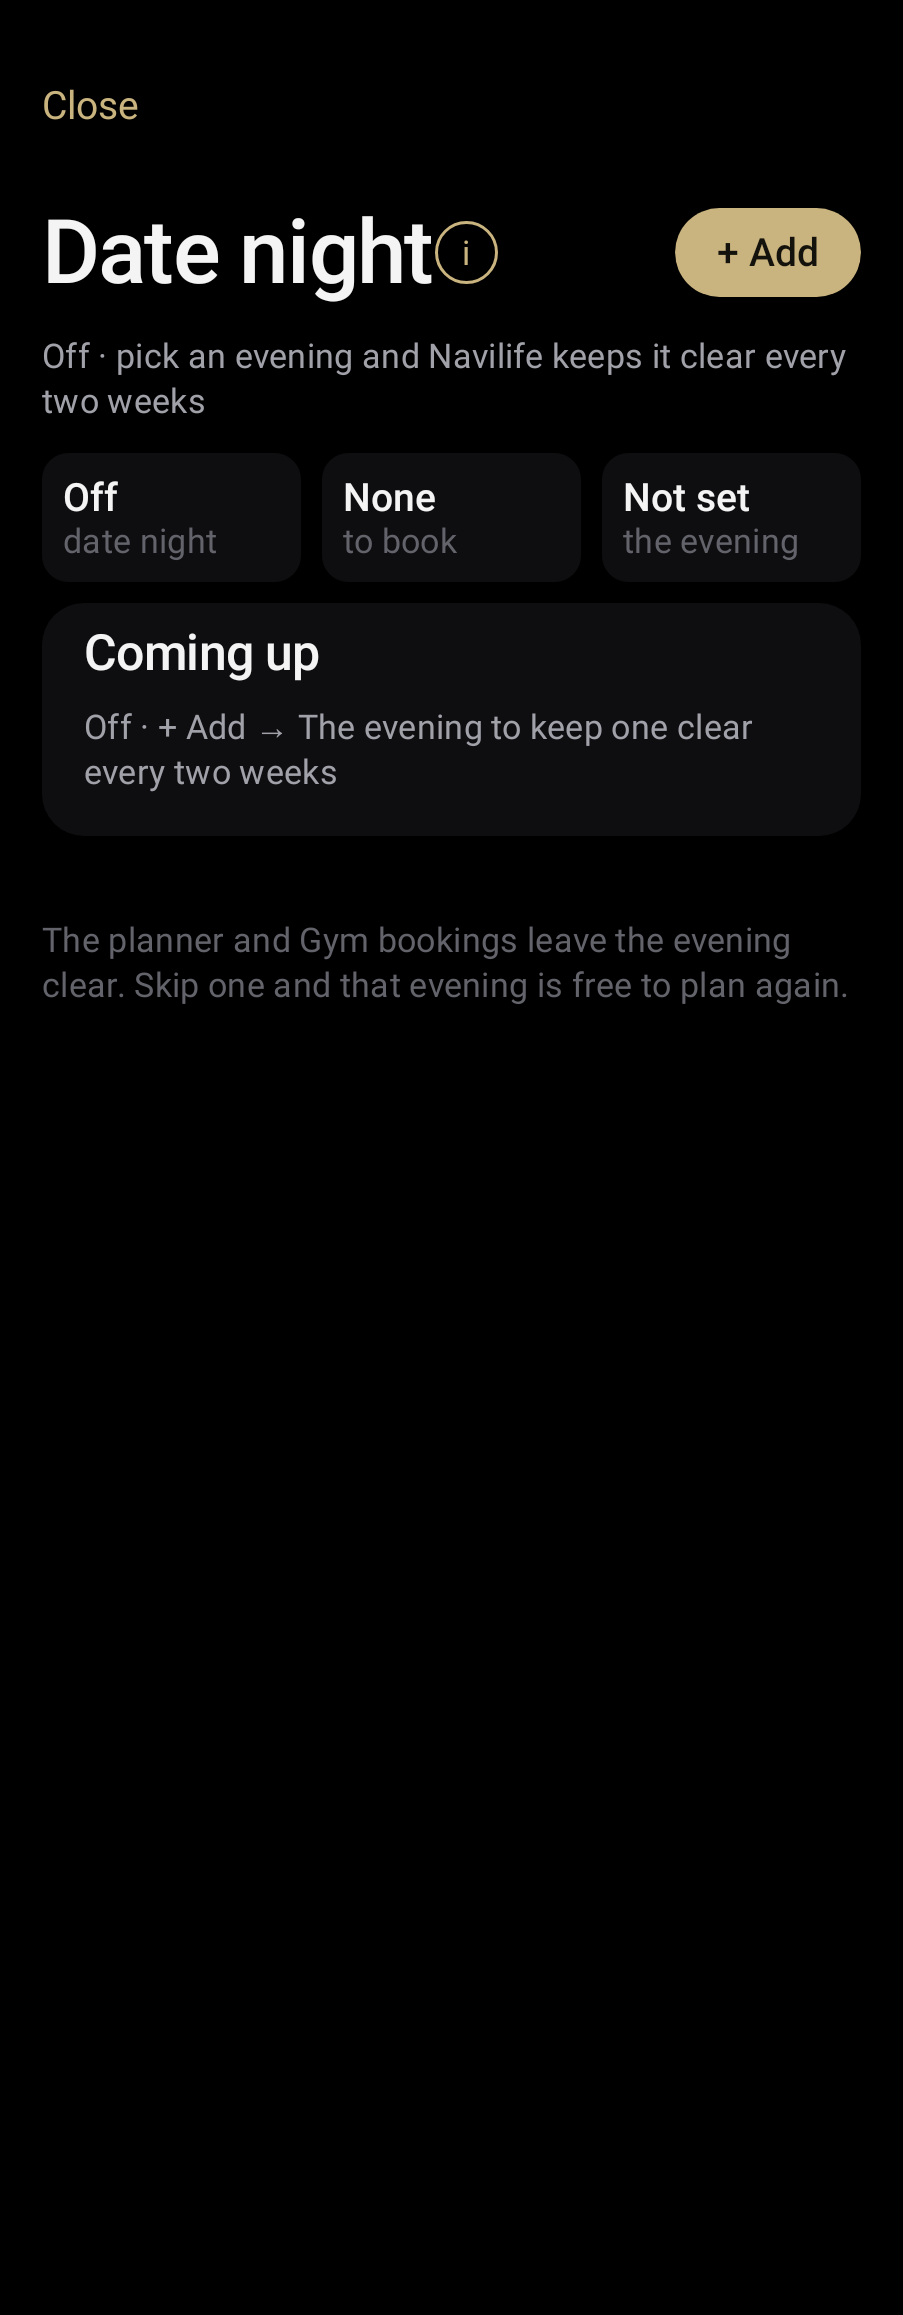 Close
Date night
i
+ Add
Off · pick an evening and Navilife keeps it clear every
two weeks
Off
date night
None
to book
Not set
the evening
Coming up
Off · + Add → The evening to keep one clear
every two weeks
The planner and Gym bookings leave the evening
clear. Skip one and that evening is free to plan again.